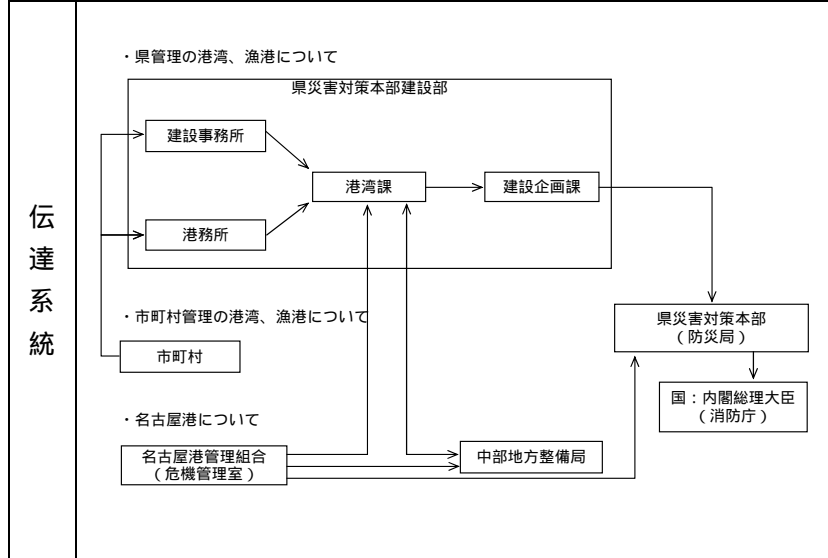 伝達系統
・県管理の港湾、漁港について
県災害対策本部建設部
建設事務所
港湾課
建設企画課
港務所
・市町村管理の港湾、漁港について
市町村
県災害対策本部
（防災局）
国：内閣総理大臣
（消防庁）
・名古屋港について
名古屋港管理組合
（危機管理室）
中部地方整備局